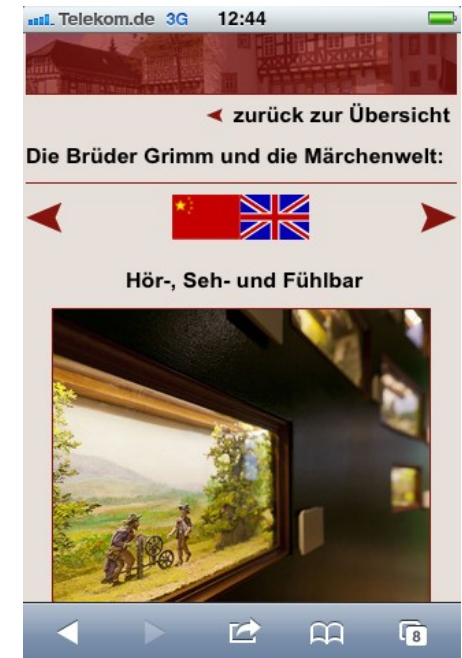 Telekom.de 3G 12:44
zurück zur Übersicht
Die Brüder Grimm und die Märchenwelt:
Hör-, Seh- und Fühlbar
8